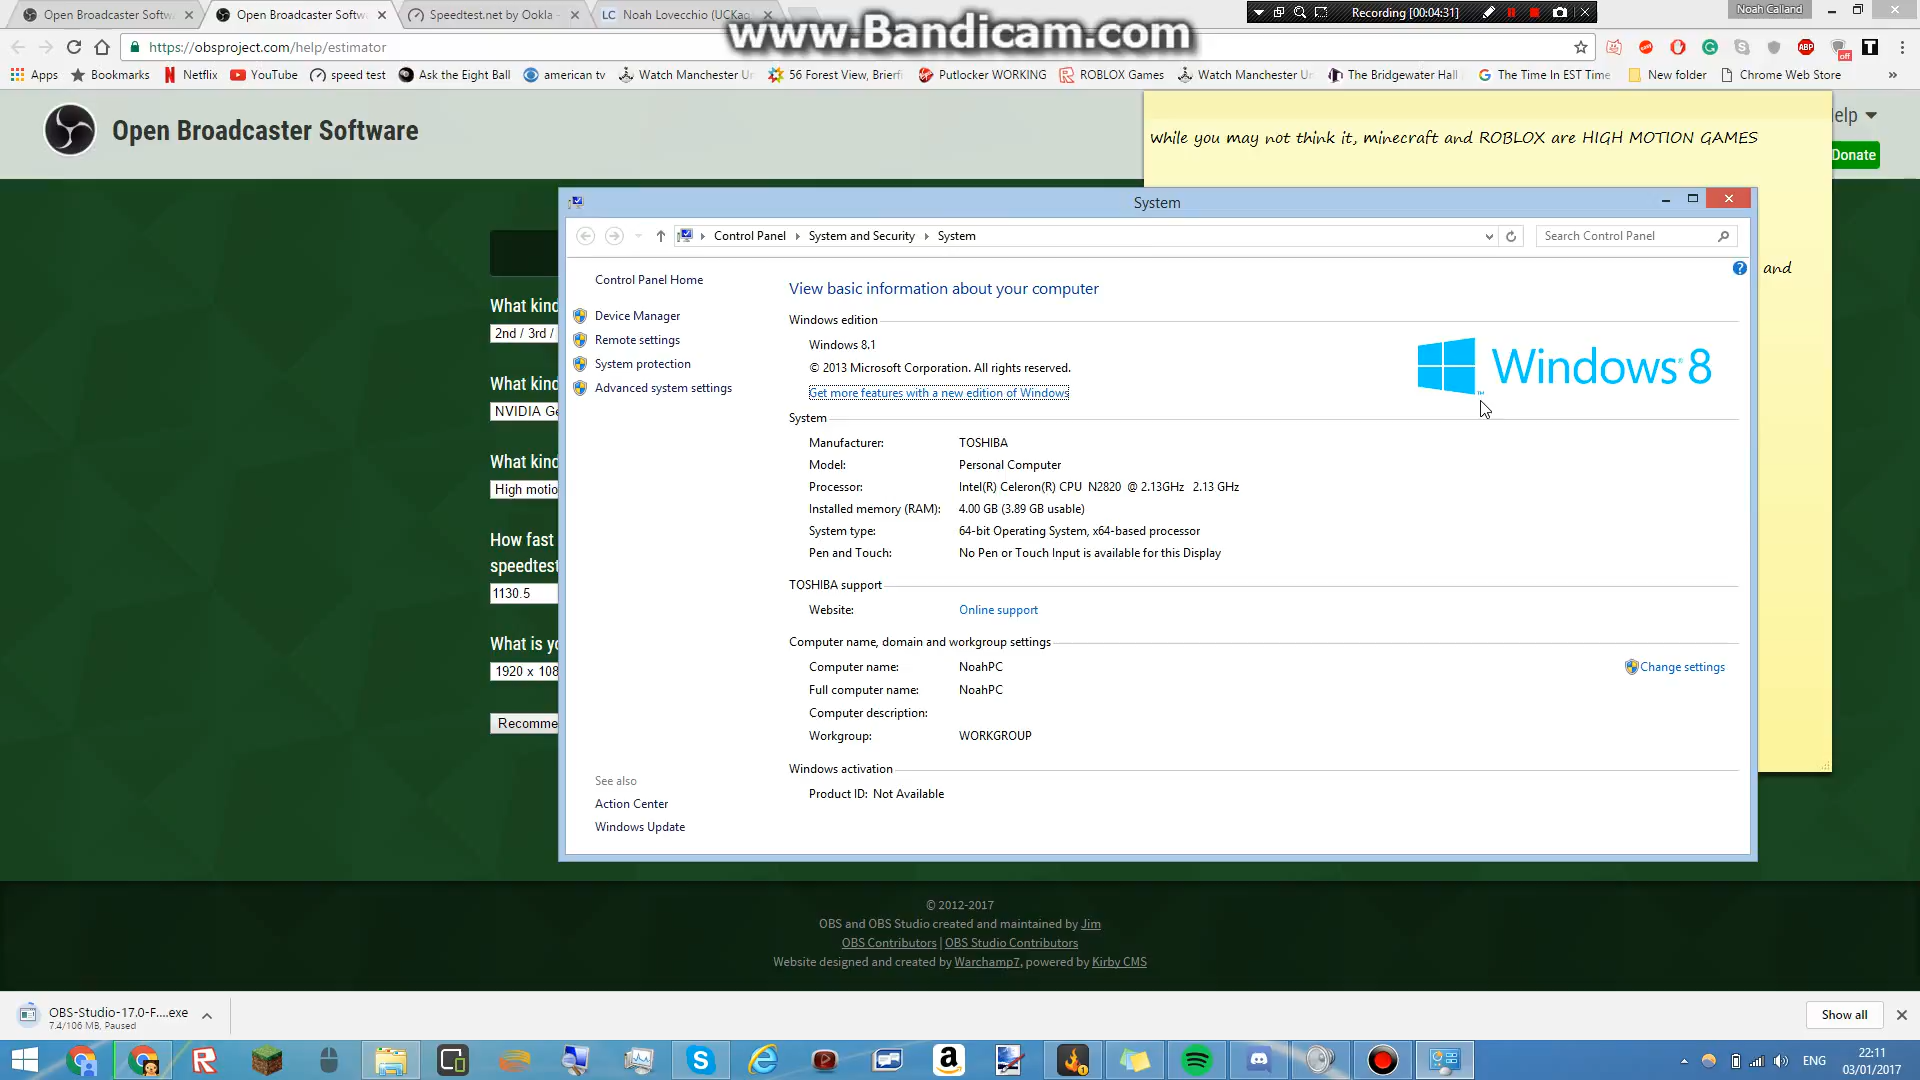 Open Broadcaster Softwa
Open Broadcaster Softw
Speedtest.net by Ookla -
Noah Lovecchio (UCKaq
www.Bandicam.com
Recording [00:04:31]
Noah Calland
https://obsproject.com/help/estimator
Apps
Bookmarks
Netflix
YouTube
speed test
Ask the Eight Ball
american tv
Watch Manchester Ur
56 Forest View, Brierfi
Putlocker WORKING
ROBLOX Games
Watch Manchester Ur
The Bridgewater Hall
The Time In EST Time
New folder
Chrome Web Store
»
Open Broadcaster Software
elp
Donate
while you may not think it, minecraft and ROBLOX are HIGH MOTION GAMES
and
What kind
2nd / 3rd /
What kind
NVIDIA Ge
What kind
High motio
How fast
speedtest
1130.5
What is yo
1920 x 108
Recomme
System
Control Panel
System and Security
System
Search Control Panel
Control Panel Home
Device Manager
Remote settings
System protection
Advanced system settings
See also
Action Center
Windows Update
View basic information about your computer
Windows edition
Windows 8.1
© 2013 Microsoft Corporation. All rights reserved.
Get more features with a new edition of Windows
Windows 8
System
Manufacturer: TOSHIBA
Model: Personal Computer
Processor: Intel(R) Celeron(R) CPU N2820 @ 2.13GHz 2.13 GHz
Installed memory (RAM): 4.00 GB (3.89 GB usable)
System type: 64-bit Operating System, x64-based processor
Pen and Touch: No Pen or Touch Input is available for this Display
TOSHIBA support
Website: Online support
Computer name, domain and workgroup settings
Computer name: NoahPC
Change settings
Full computer name: NoahPC
Computer description:
Workgroup: WORKGROUP
Windows activation
Product ID: Not Available
© 2012-2017
OBS and OBS Studio created and maintained by Jim
OBS Contributors | OBS Studio Contributors
Website designed and created by Warchamp7, powered by Kirby CMS
OBS-Studio-17.0-F....exe
7.4/106 MB, Paused
Show all
ENG
22:11
03/01/2017